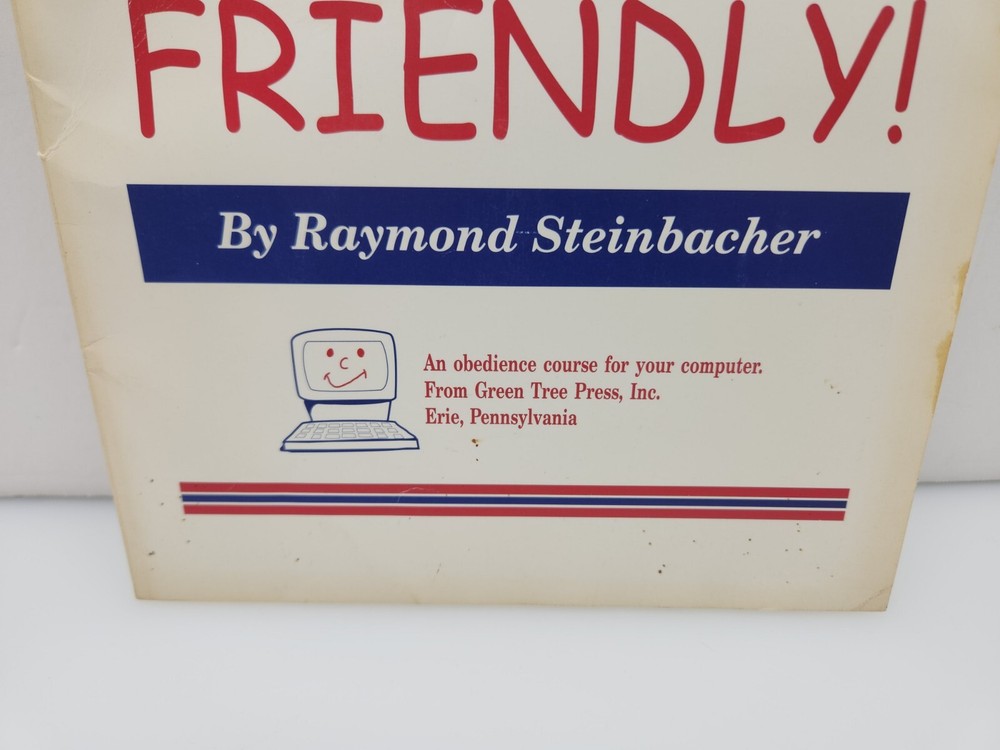 FRIENDLY!
By Raymond Steinbacher
An obedience course for your computer.
From Green Tree Press, Inc.
Erie, Pennsylvania